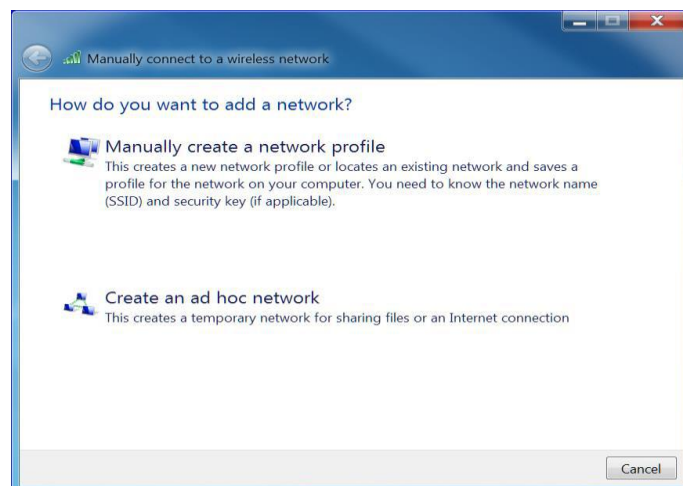 Manually connect to a wireless network
How do you want to add a network?
Manually create a network profile
This creates a new network profile or locates an existing network and saves a
profile for the network on your computer. You need to know the network name
(SSID) and security key (if applicable).
Create an ad hoc network
This creates a temporary network for sharing files or an Internet connection
Cancel